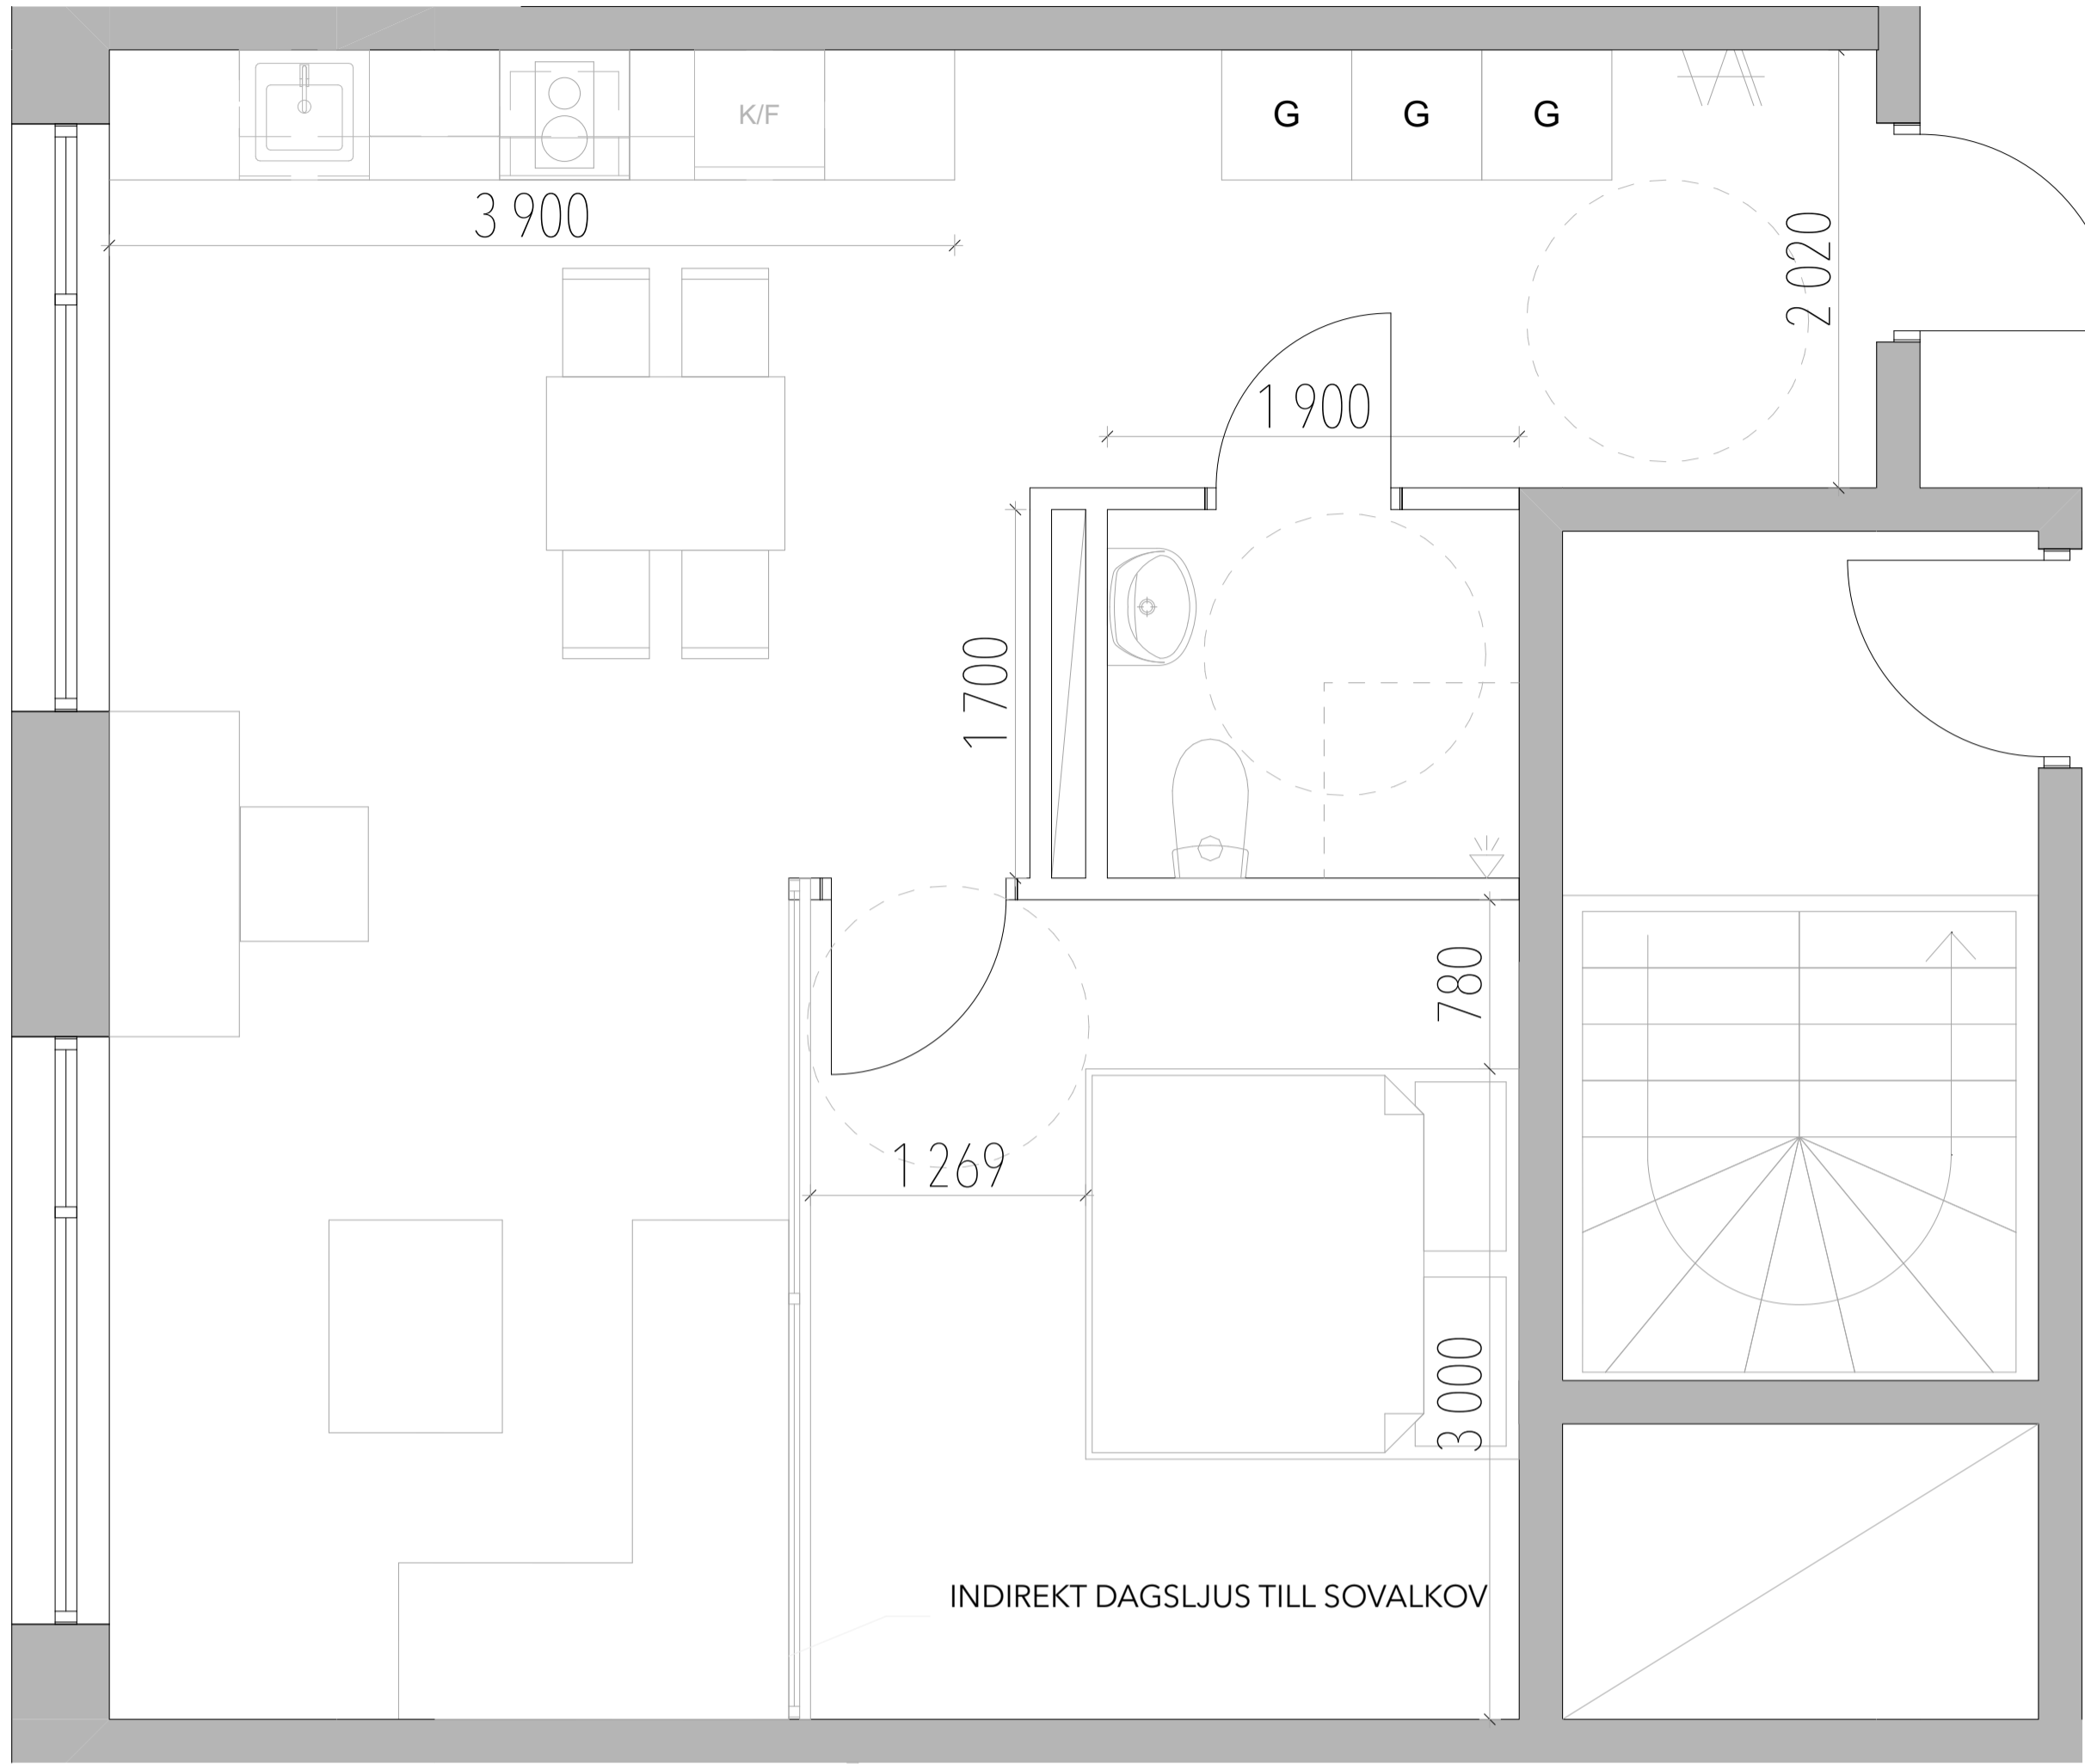 K/F
G G G
3 900
2 020
1 900
1 700
780
1 269
3 000
INDIREKT DAGSLJUS TILL SOVALKOV